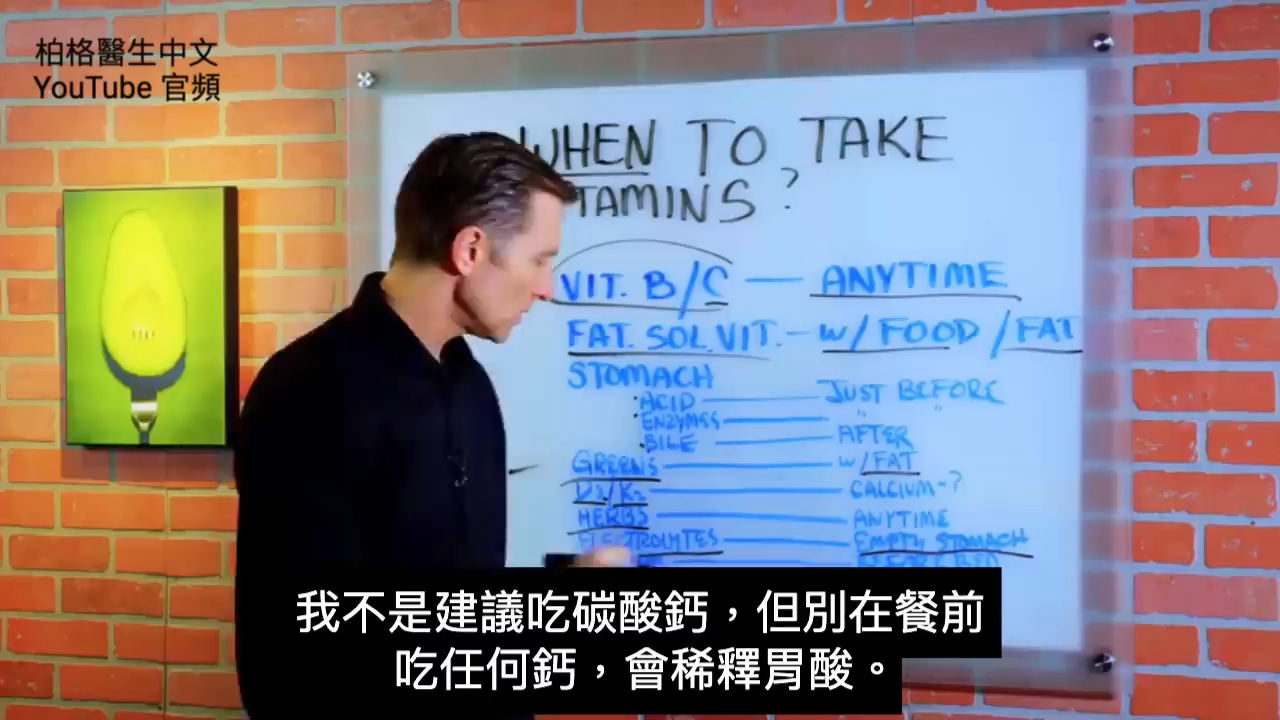 柏格醫生中文
YouTube 官頻
WHEN TO TAKE
TAMINS?
VIT. B/C — ANYTIME
FAT. SOL. VIT. - W/FOOD /FAT
STOMACH
ACID — JUST BEFORE
ENZYMES — " "
BILE — AFTER
GREENS — W/FAT
D3/K2 — CALCIUM-?
HERBS — ANYTIME
ELECTROLYTES — EMPTY STOMACH
我不是建議吃碳酸鈣，但別在餐前
吃任何鈣，會稀釋胃酸。